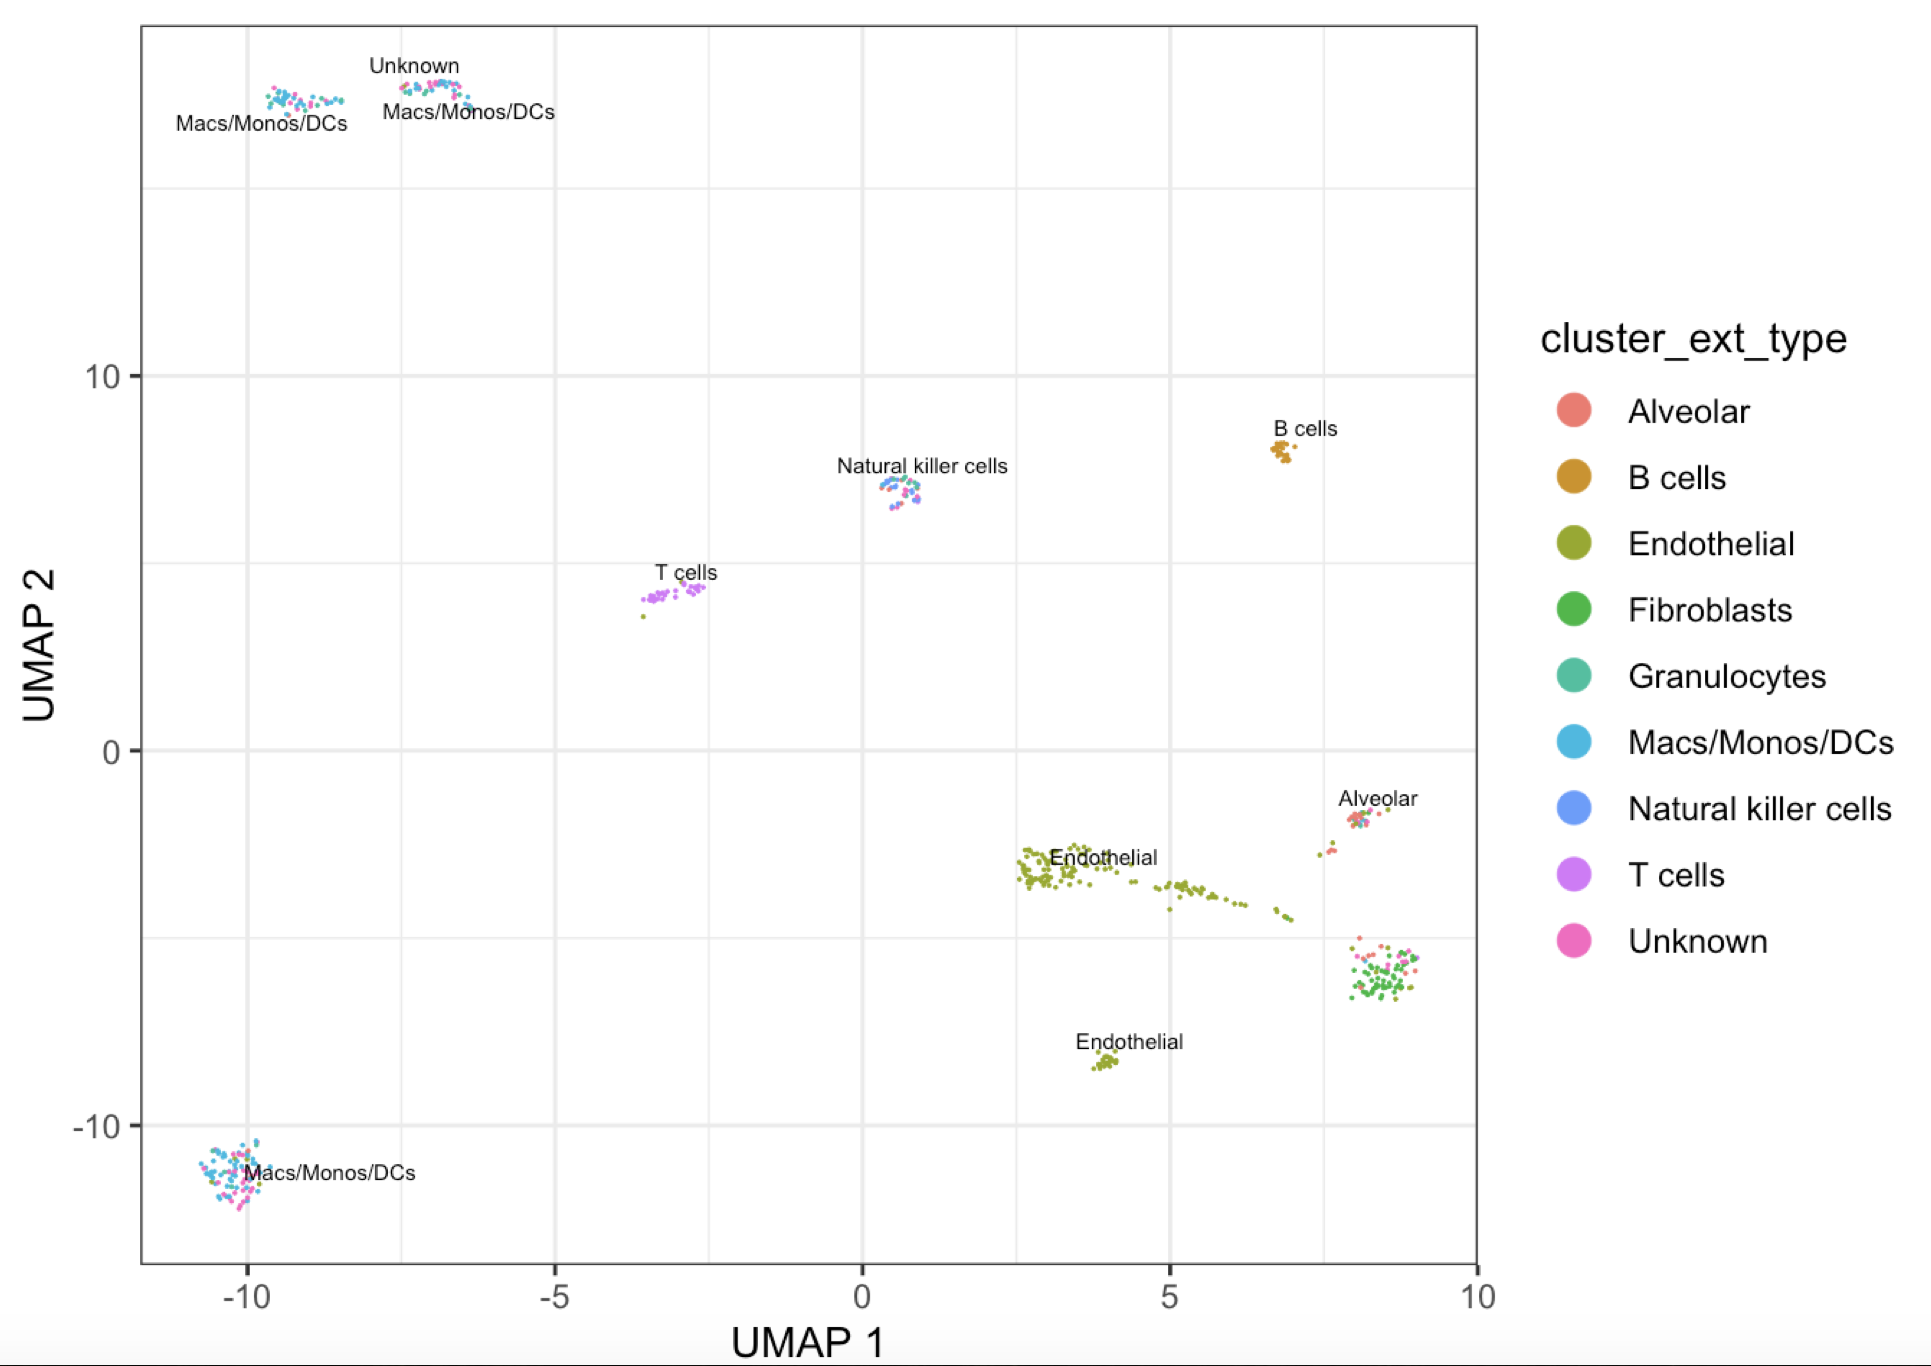 Unknown
Macs/Monos/DCs
Macs/Monos/DCs
10
B cells
Natural killer cells
T cells
UMAP 2
0
Alveolar
Endothelial
Endothelial
-10
Macs/Monos/DCs
-10
-5
0
5
10
UMAP 1
cluster_ext_type
Alveolar
B cells
Endothelial
Fibroblasts
Granulocytes
Macs/Monos/DCs
Natural killer cells
T cells
Unknown